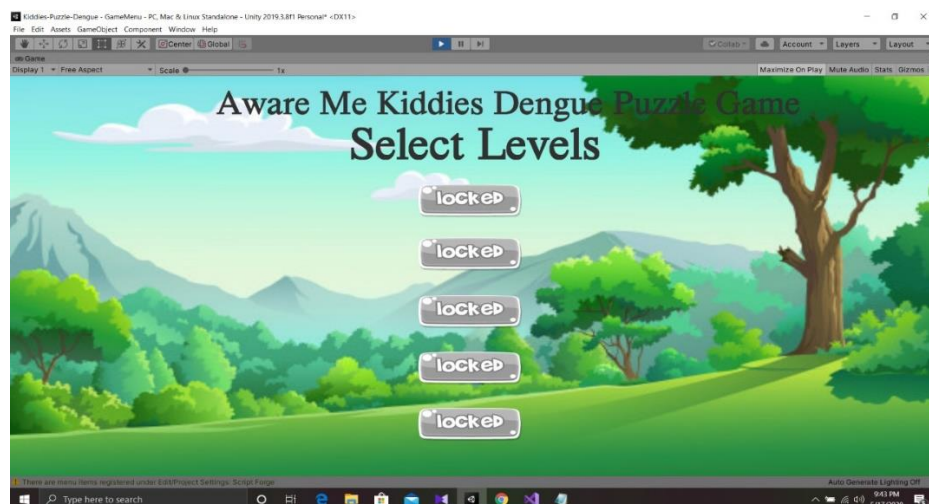 Kiddies-Puzzle-Dengue - GameMenu - PC, Mac & Linux Standalone - Unity 2019.3.8f1 Personal* <DX11>
File Edit Assets GameObject Component Window Help
Center Global Collab Account Layers Layout
Game
Display 1 Free Aspect Scale 1x Maximize On Play Mute Audio Stats Gizmos
Aware Me Kiddies Dengue Puzzle Game
Select Levels
LOCKED
LOCKED
LOCKED
LOCKED
LOCKED
There are menu items registered under Edit/Project Settings: Script Forge Auto Generate Lighting Off
Type here to search 9:43 PM